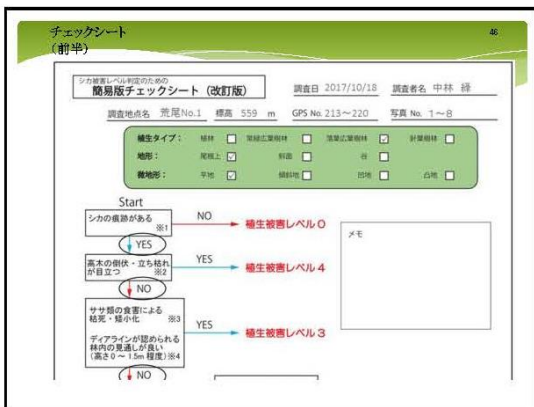 チェックシート
(前半)
46
シカ被害レベル判定のための
簡易版チェックシート（改訂版）
調査日 2017/10/18 調査者名 中林 緑
調査地点名 荒尾No.1 標高 559 m GPS No. 213～220 写真 No. 1～8
植生タイプ： 植林 常緑広葉樹林 落葉広葉樹林 針葉樹林
地形： 尾根上 斜面 谷
微地形： 平地 傾斜地 凹地 凸地
Start
シカの痕跡がある
※1
NO
植生被害レベル0
メモ
YES
高木の倒伏・立ち枯れ
が目立つ ※2
YES
植生被害レベル4
NO
ササ類の食害による
枯死・矮小化 ※3
ディアラインが認められる
林内の見通しが良い
(高さ0～1.5m 程度)※4
YES
植生被害レベル3
NO